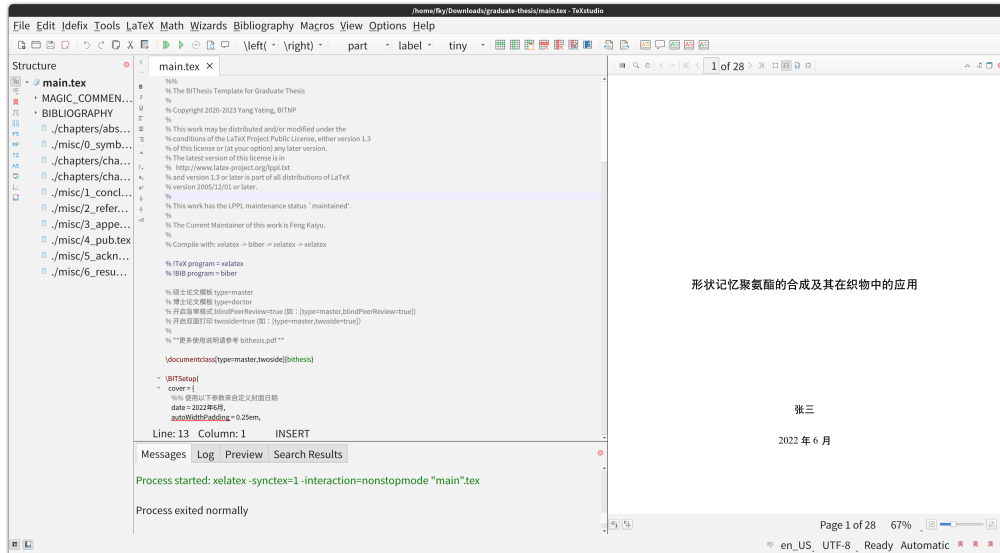 /home/fky/Downloads/graduate-thesis/main.tex - TeXstudio
File Edit Idefix Tools LaTeX Math Wizards Bibliography Macros View Options Help
\left( \right) part label tiny
Structure
main.tex
MAGIC_COMMEN...
BIBLIOGRAPHY
./chapters/abs...
./misc/0_symb...
./chapters/cha...
./chapters/cha...
./misc/1_concl...
./misc/2_refer...
./misc/3_appe...
./misc/4_pub.tex
./misc/5_ackn...
./misc/6_resu...
main.tex
%%
% The BIThesis Template for Graduate Thesis
%
% Copyright 2020-2023 Yang Yating, BITNP
%
% This work may be distributed and/or modified under the
% conditions of the LaTeX Project Public License, either version 1.3
% of this license or (at your option) any later version.
% The latest version of this license is in
% http://www.latex-project.org/lppl.txt
% and version 1.3 or later is part of all distributions of LaTeX
% version 2005/12/01 or later.
%
% This work has the LPPL maintenance status `maintained'.
%
% The Current Maintainer of this work is Feng Kaiyu.
%
% Compile with: xelatex -> biber -> xelatex -> xelatex
% !TeX program = xelatex
% !BIB program = biber
% 硕士论文模板 type=master
% 博士论文模板 type=doctor
% 开启盲审格式 blindPeerReview=true (如：[type=master,blindPeerReview=true])
% 开启双面打印 twoside=true (如：[type=master,twoside=true])
%
% **更多使用说明请参考 bithesis.pdf **
\documentclass[type=master,twoside]{bithesis}
\BITSetup{
cover = {
%% 使用以下参数来自定义封面日期
date = 2022年6月,
autoWidthPadding = 0.25em,
Line: 13 Column: 1 INSERT
Messages Log Preview Search Results
Process started: xelatex -synctex=1 -interaction=nonstopmode "main".tex
Process exited normally
1 of 28
形状记忆聚氨酯的合成及其在织物中的应用
张三
2022 年 6 月
Page 1 of 28 67%
en_US UTF-8 Ready Automatic